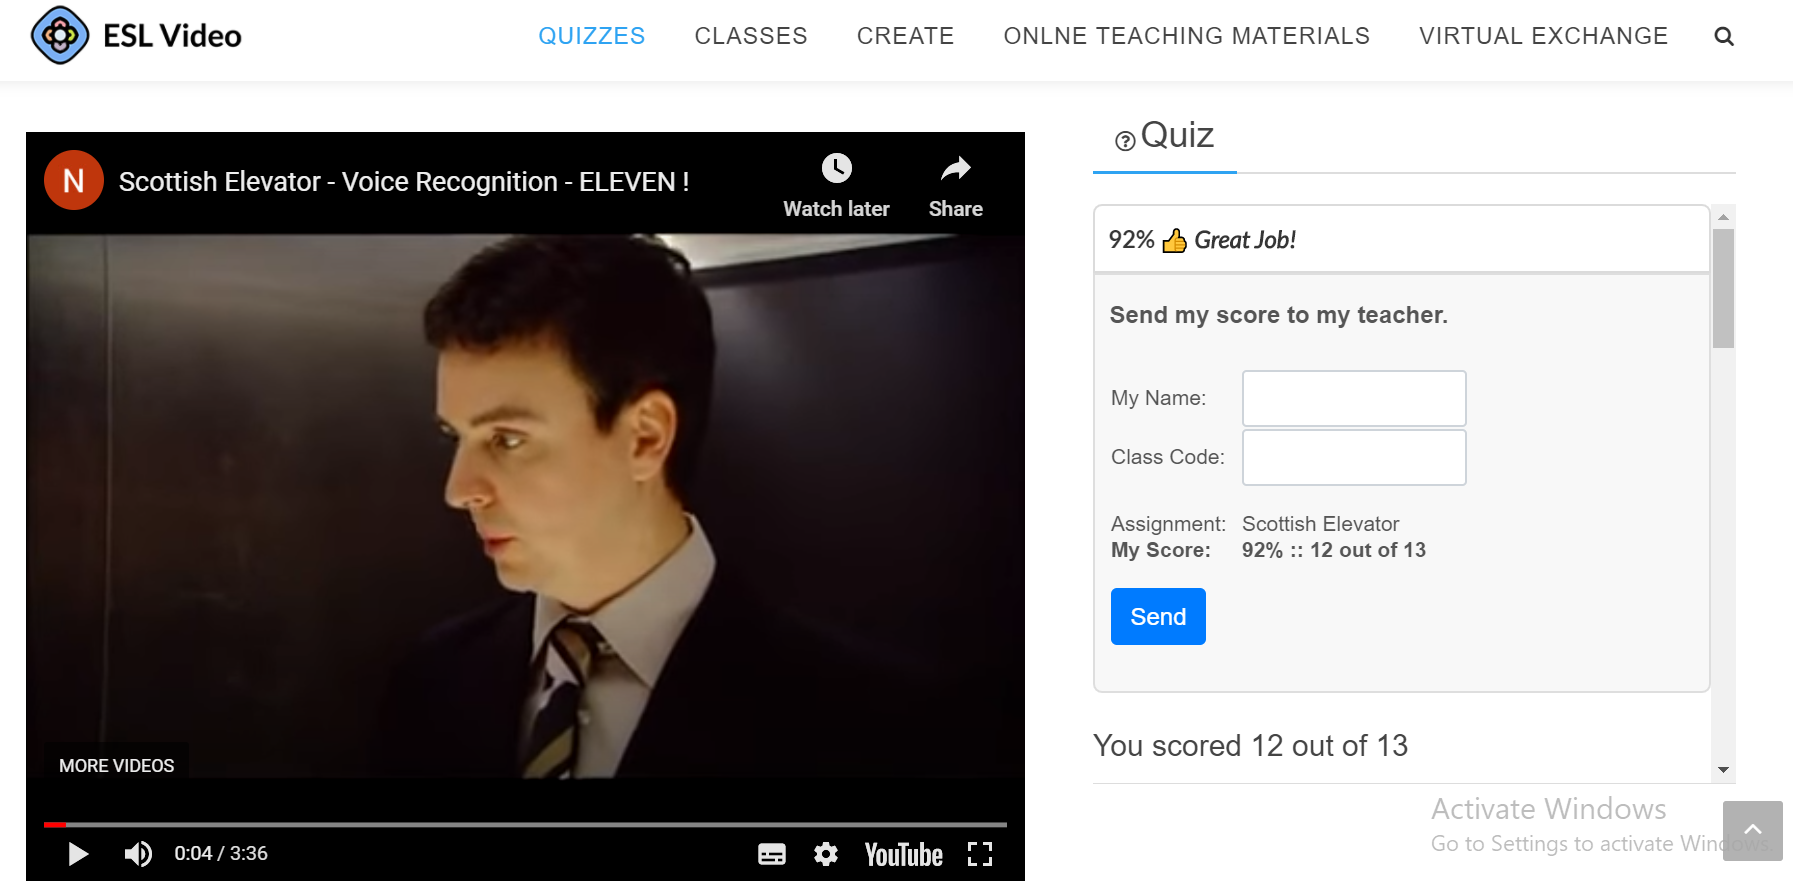 ESL Video
QUIZZES
CLASSES
CREATE
ONLNE TEACHING MATERIALS
VIRTUAL EXCHANGE
N
Scottish Elevator - Voice Recognition - ELEVEN !
Watch later
Share
MORE VIDEOS
0:04 / 3:36
YouTube
Quiz
92% 👍 Great Job!
Send my score to my teacher.
My Name:
Class Code:
Assignment: Scottish Elevator
My Score: 92% :: 12 out of 13
Send
You scored 12 out of 13
Activate Windows
Go to Settings to activate Windows.